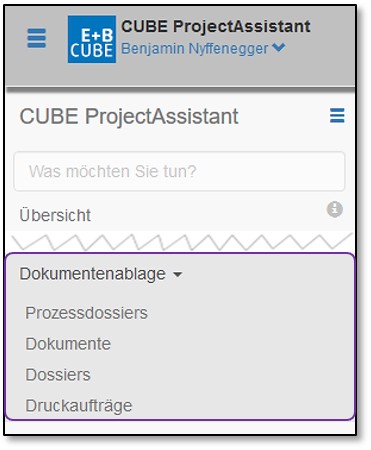 E+B
CUBE
CUBE ProjectAssistant
Benjamin Nyffenegger
CUBE ProjectAssistant
Was möchten Sie tun?
Übersicht
Dokumentenablage
Prozessdossiers
Dokumente
Dossiers
Druckaufträge